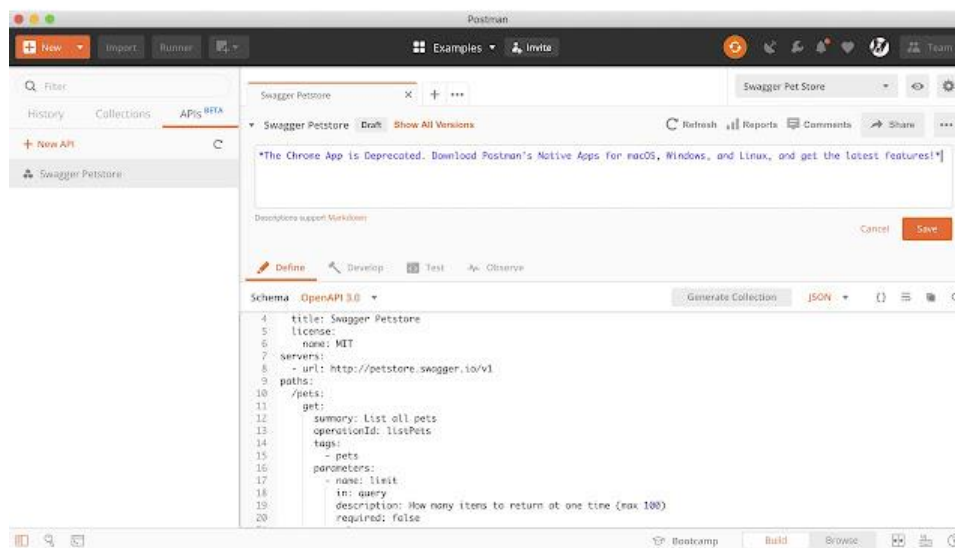 Postman
New
Import
Runner
Examples
Invite
Team
Filter
History
Collections
APIs BETA
+ New API
Swagger Petstore
Swagger Petstore
Swagger Pet Store
Swagger Petstore
Draft
Show All Versions
Refresh
Reports
Comments
Share
*The Chrome App is Deprecated. Download Postman's Native Apps for macOS, Windows, and Linux, and get the latest features!*
Descriptions support Markdown
Cancel
Save
Define
Develop
Test
Observe
Schema
OpenAPI 3.0
Generate Collection
JSON
4 title: Swagger Petstore
5 license:
6 name: MIT
7 servers:
8 - url: http://petstore.swagger.io/v1
9 paths:
10 /pets:
11 get:
12 summary: List all pets
13 operationId: listPets
14 tags:
15 - pets
16 parameters:
17 - name: limit
18 in: query
19 description: How many items to return at one time (max 100)
20 required: false
Bootcamp
Build
Browse